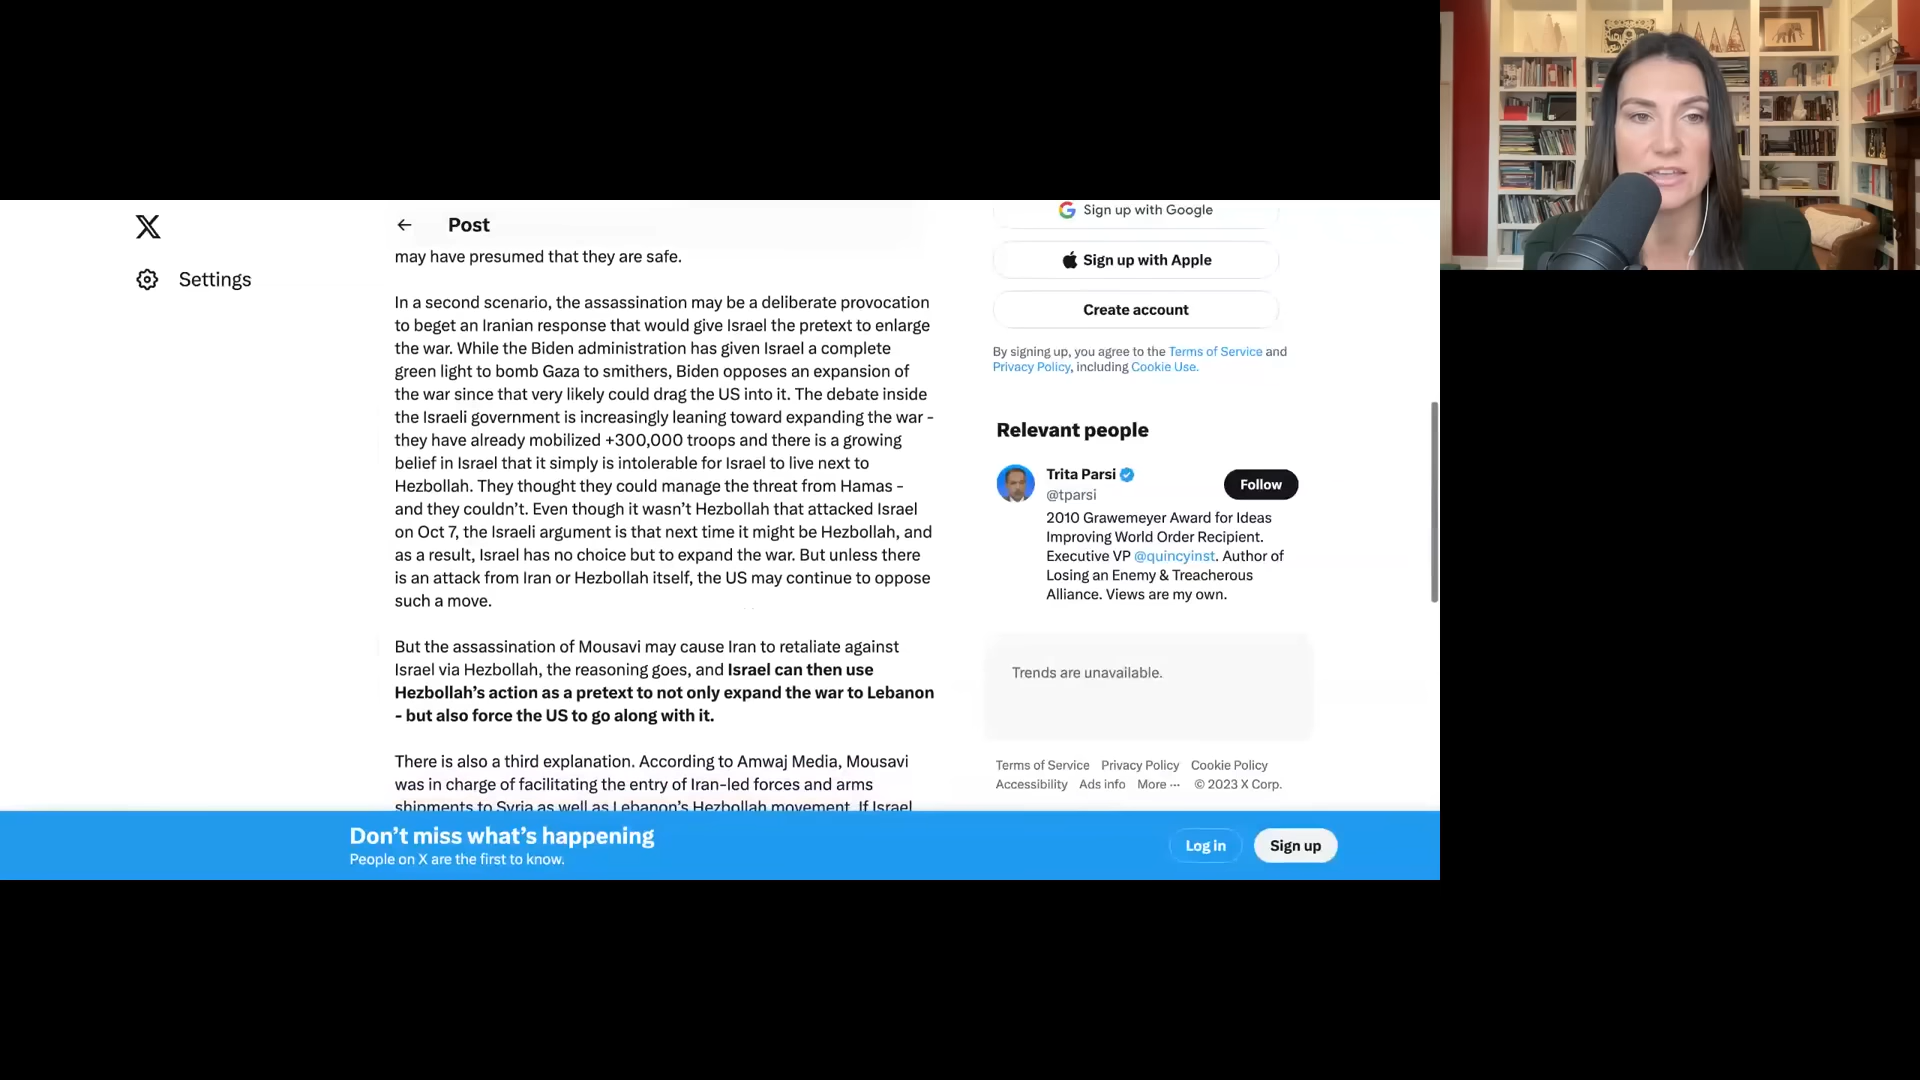 Post
may have presumed that they are safe.
In a second scenario, the assassination may be a deliberate provocation
to beget an Iranian response that would give Israel the pretext to enlarge
the war. While the Biden administration has given Israel a complete
green light to bomb Gaza to smithers, Biden opposes an expansion of
the war since that very likely could drag the US into it. The debate inside
the Israeli government is increasingly leaning toward expanding the war -
they have already mobilized +300,000 troops and there is a growing
belief in Israel that it simply is intolerable for Israel to live next to
Hezbollah. They thought they could manage the threat from Hamas -
and they couldn't. Even though it wasn't Hezbollah that attacked Israel
on Oct 7, the Israeli argument is that next time it might be Hezbollah, and
as a result, Israel has no choice but to expand the war. But unless there
is an attack from Iran or Hezbollah itself, the US may continue to oppose
such a move.
But the assassination of Mousavi may cause Iran to retaliate against
Israel via Hezbollah, the reasoning goes, and Israel can then use
Hezbollah's action as a pretext to not only expand the war to Lebanon
- but also force the US to go along with it.
There is also a third explanation. According to Amwaj Media, Mousavi
was in charge of facilitating the entry of Iran-led forces and arms
shipments to Syria as well as Lebanon's Hezbollah movement. If Israel
Settings
Sign up with Google
Sign up with Apple
Create account
By signing up, you agree to the Terms of Service and
Privacy Policy, including Cookie Use.
Relevant people
Trita Parsi
@tparsi
Follow
2010 Grawemeyer Award for Ideas
Improving World Order Recipient.
Executive VP @quincyinst. Author of
Losing an Enemy & Treacherous
Alliance. Views are my own.
Trends are unavailable.
Terms of Service Privacy Policy Cookie Policy
Accessibility Ads info More ··· © 2023 X Corp.
Don't miss what's happening
People on X are the first to know.
Log in
Sign up